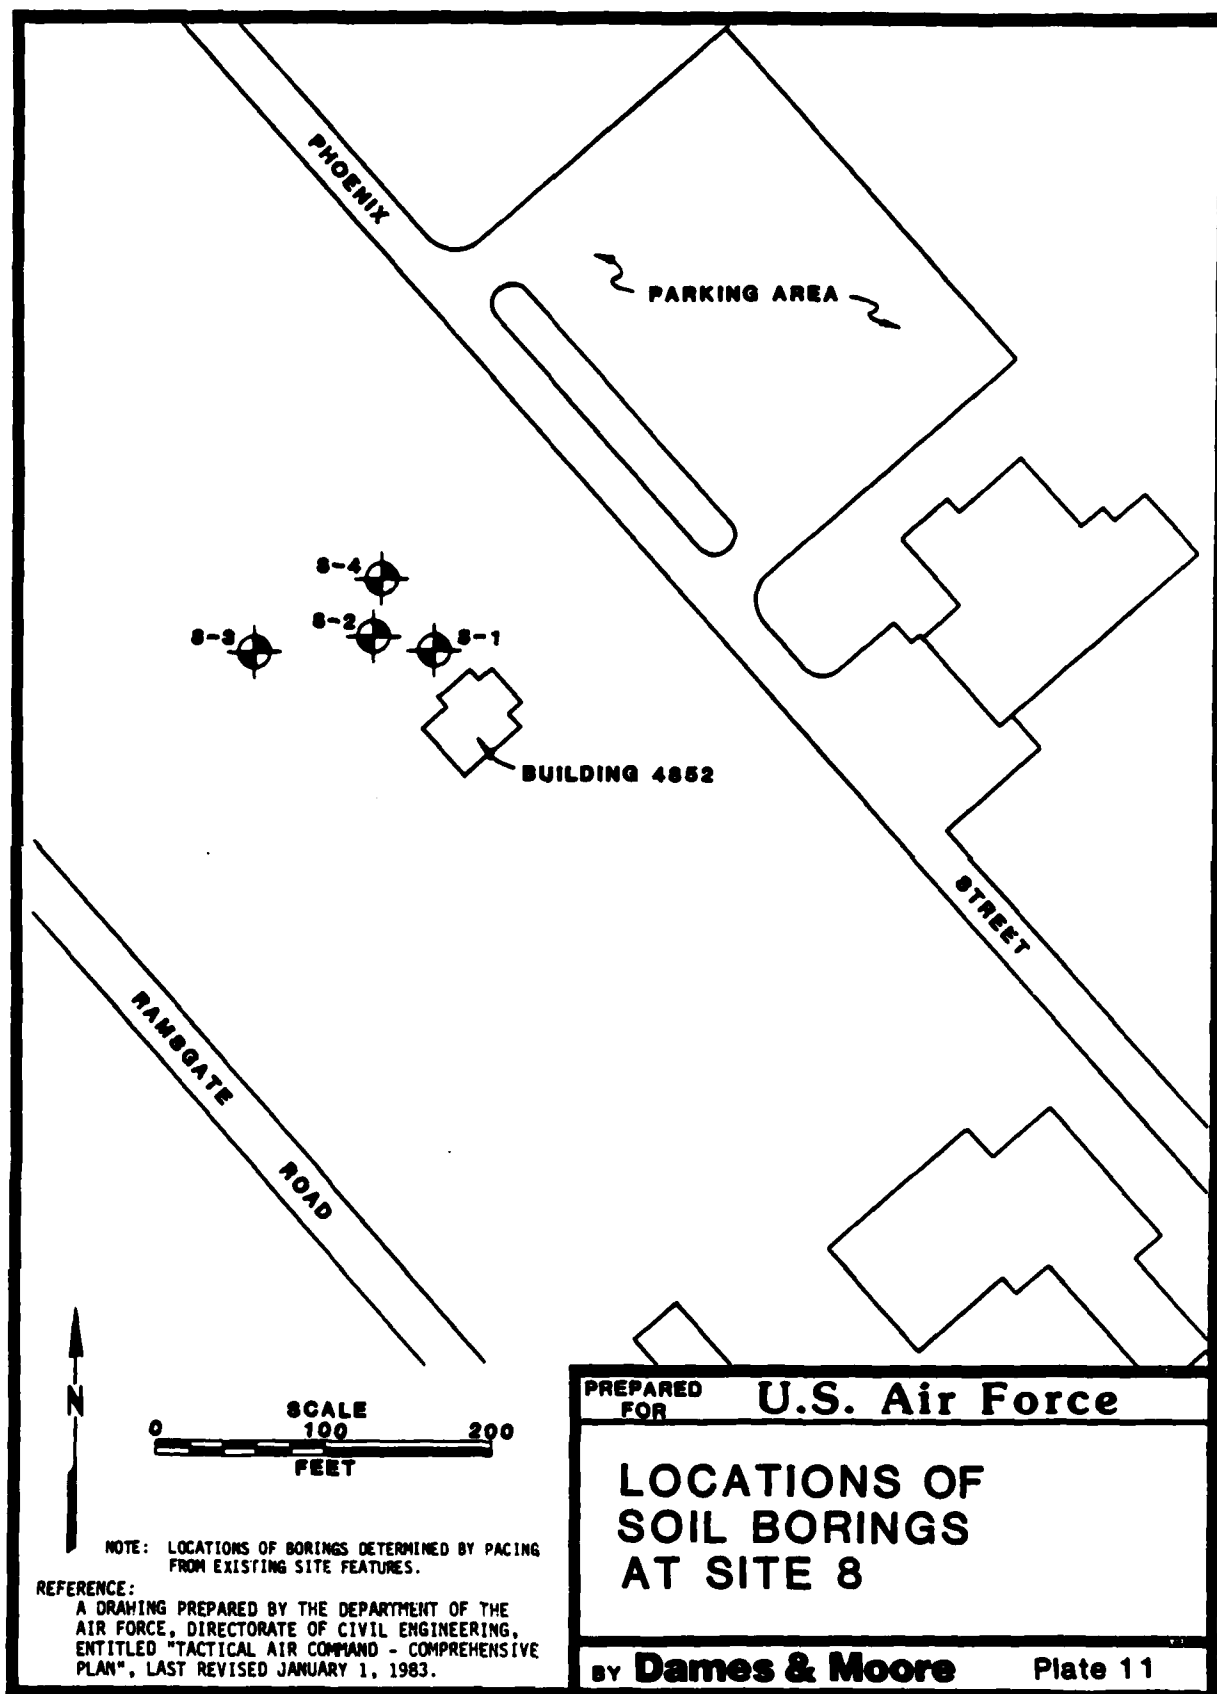 PHOENIX
PARKING AREA
8-4
8-2
8-3
8-1
BUILDING 4852
STREET
RAMSGATE
ROAD
N
SCALE
0 100 200
FEET
NOTE: LOCATIONS OF BORINGS DETERMINED BY PACING
FROM EXISTING SITE FEATURES.
REFERENCE:
A DRAWING PREPARED BY THE DEPARTMENT OF THE
AIR FORCE, DIRECTORATE OF CIVIL ENGINEERING,
ENTITLED "TACTICAL AIR COMMAND - COMPREHENSIVE
PLAN", LAST REVISED JANUARY 1, 1983.
PREPARED
FOR
U.S. Air Force
LOCATIONS OF
SOIL BORINGS
AT SITE 8
BY Dames & Moore Plate 11